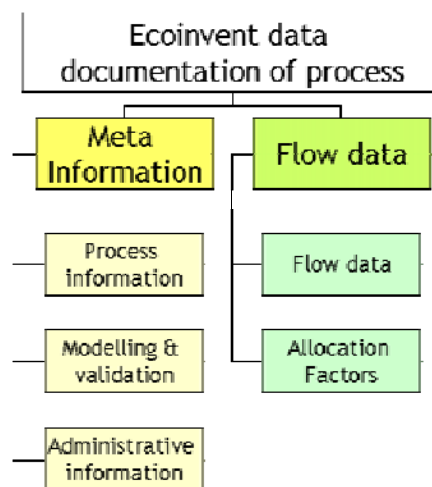 Ecoinvent data
documentation of process
Meta
Information
Flow data
Process
information
Flow data
Modelling &
validation
Allocation
Factors
Administrative
information